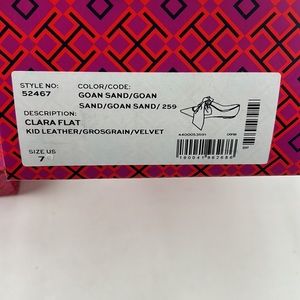 STYLE NO: COLOR/CODE:
52467 GOAN SAND/GOAN
SAND/GOAN SAND/ 259
DESCRIPTION:
CLARA FLAT
KID LEATHER/GROSGRAIN/VELVET
SIZE US
7